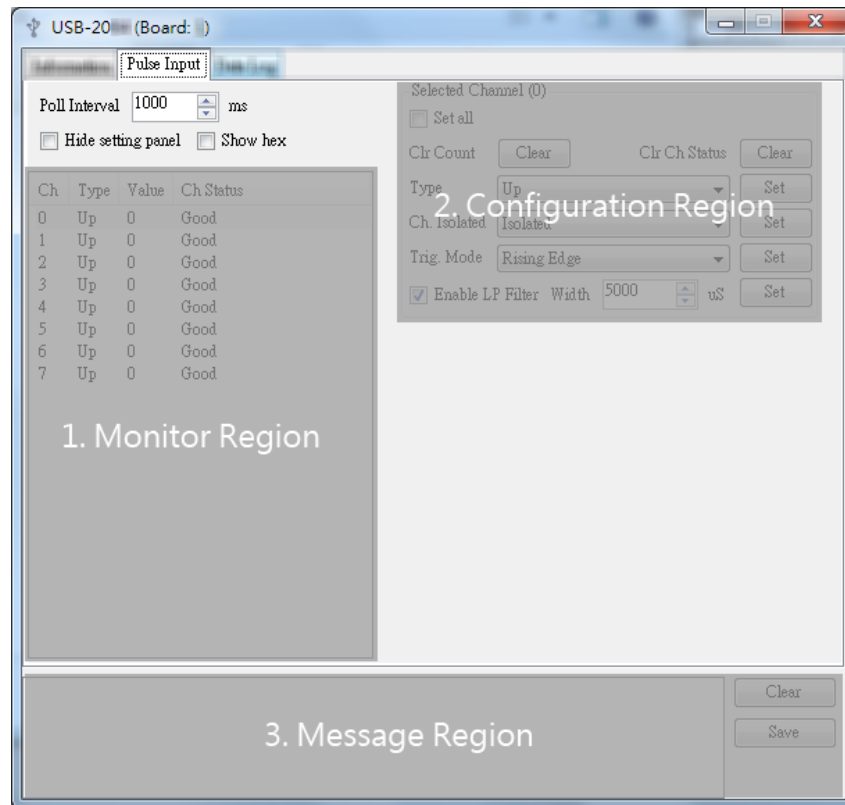 USB-20 (Board: )
Pulse Input
Poll Interval 1000 ms
Hide setting panel Show hex
Ch Type Value Ch Status
0 Up 0 Good
1 Up 0 Good
2 Up 0 Good
3 Up 0 Good
4 Up 0 Good
5 Up 0 Good
6 Up 0 Good
7 Up 0 Good
1. Monitor Region
Selected Channel (0)
Set all
Clr Count Clear Clr Ch Status Clear
Type Up Set
2. Configuration Region
Ch. Isolated Isolated Set
Trig. Mode Rising Edge Set
Enable LP Filter Width 5000 uS Set
3. Message Region
Clear
Save